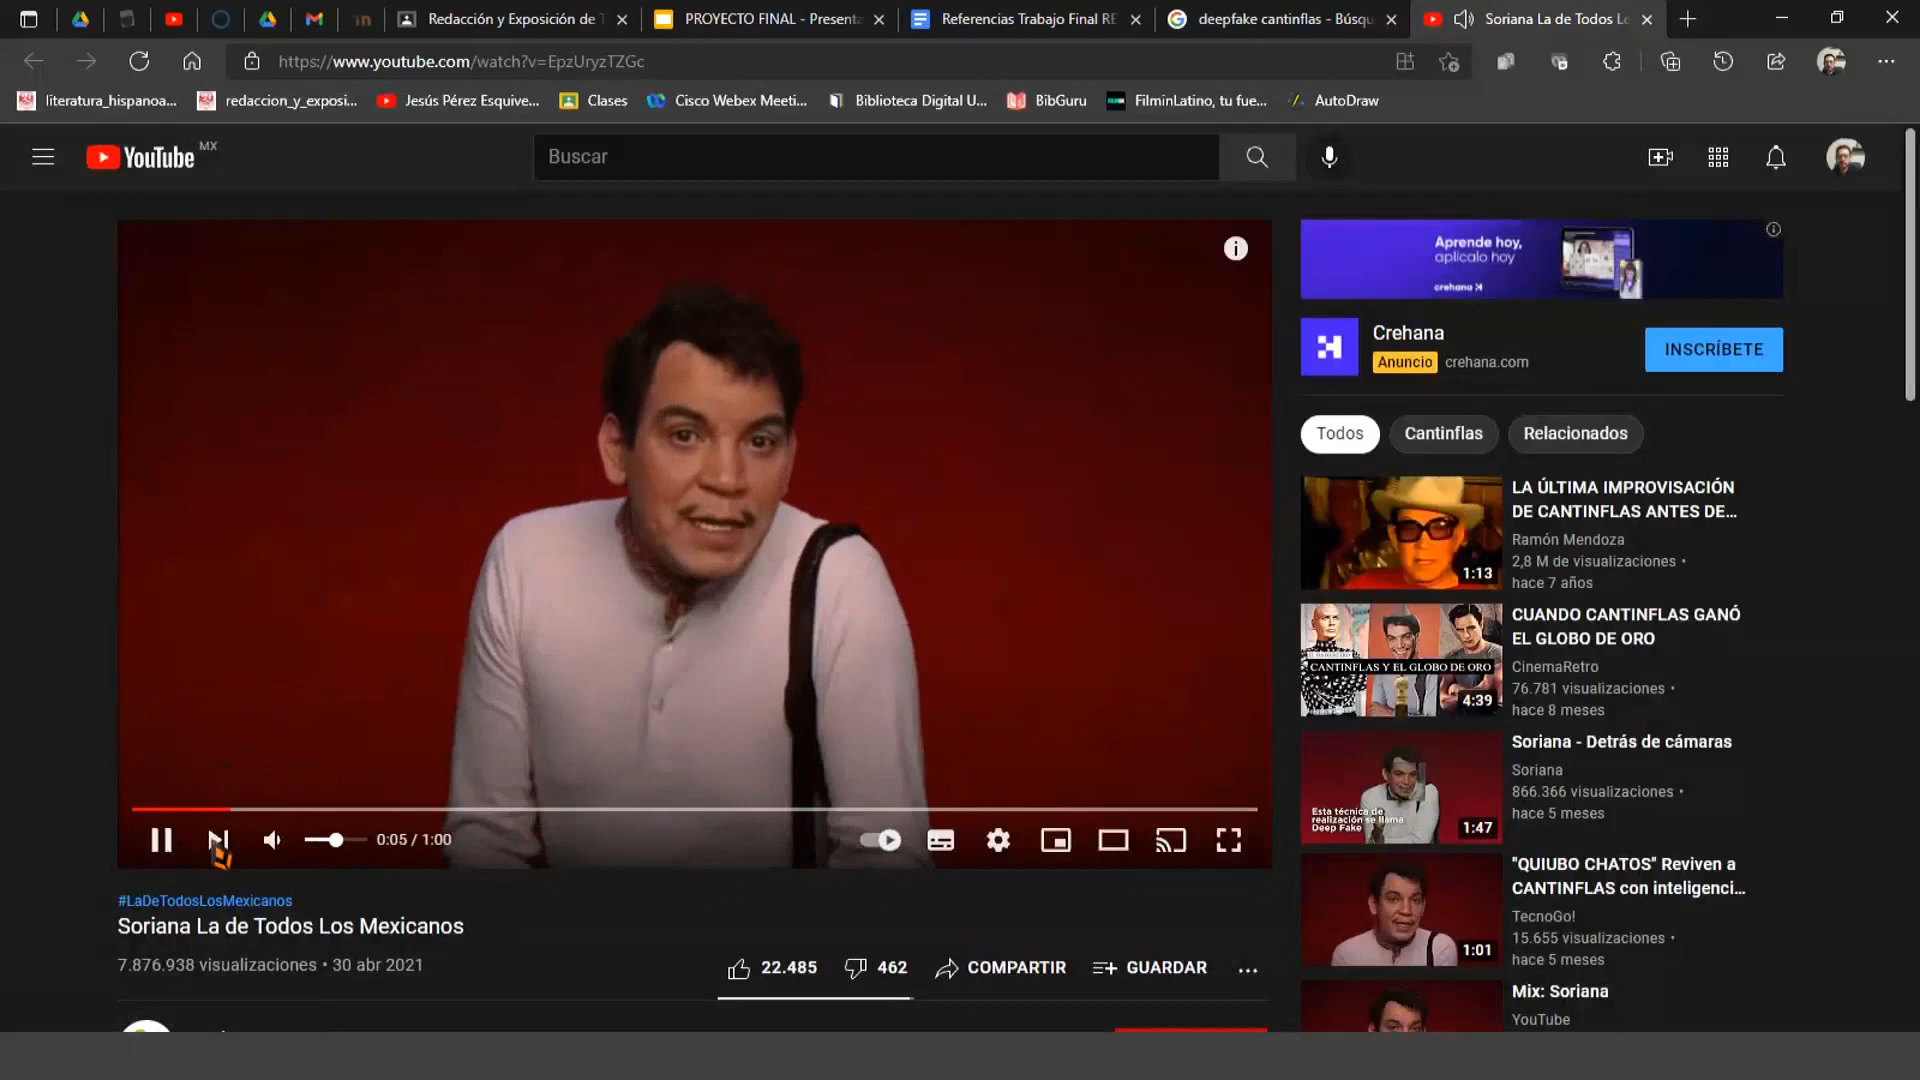 Redacción y Exposición de T
PROYECTO FINAL - Presenta
Referencias Trabajo Final RE
deepfake cantinflas - Búsqu
Soriana La de Todos Lo
https://www.youtube.com/watch?v=EpzUryzTZGc
literatura_hispanoa...
redaccion_y_exposi...
Jesús Pérez Esquive...
Clases
Cisco Webex Meeti...
Biblioteca Digital U...
BibGuru
FilminLatino, tu fue...
AutoDraw
YouTube MX
Buscar
Aprende hoy,
aplícalo hoy
crehana
Crehana
Anuncio crehana.com
INSCRÍBETE
Todos
Cantinflas
Relacionados
LA ÚLTIMA IMPROVISACIÓN
DE CANTINFLAS ANTES DE...
Ramón Mendoza
2,8 M de visualizaciones •
hace 7 años
1:13
CUANDO CANTINFLAS GANÓ
EL GLOBO DE ORO
CinemaRetro
76.781 visualizaciones •
hace 8 meses
CANTINFLAS Y EL GLOBO DE ORO
4:39
Soriana - Detrás de cámaras
Soriana
866.366 visualizaciones •
hace 5 meses
Esta técnica de
realización se llama
Deep Fake
1:47
"QUIUBO CHATOS" Reviven a
CANTINFLAS con inteligenci...
TecnoGo!
15.655 visualizaciones •
hace 5 meses
1:01
Mix: Soriana
YouTube
0:05 / 1:00
#LaDeTodosLosMexicanos
Soriana La de Todos Los Mexicanos
7.876.938 visualizaciones • 30 abr 2021
22.485
462
COMPARTIR
GUARDAR